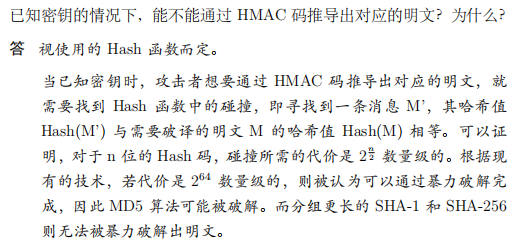 已知密钥的情况下，能不能通过 HMAC 码推导出对应的明文？为什么？
答 视使用的 Hash 函数而定。
当已知密钥时，攻击者想要通过 HMAC 码推导出对应的明文，就
需要找到 Hash 函数中的碰撞，即寻找到一条消息 M’，其哈希值
Hash(M’) 与需要破译的明文 M 的哈希值 Hash(M) 相等。可以证
明，对于 n 位的 Hash 码，碰撞所需的代价是 2^{n/2} 数量级的。根据现
有的技术，若代价是 2^{64} 数量级的，则被认为可以通过暴力破解完
成，因此 MD5 算法可能被破解。而分组更长的 SHA-1 和 SHA-256
则无法被暴力破解出明文。